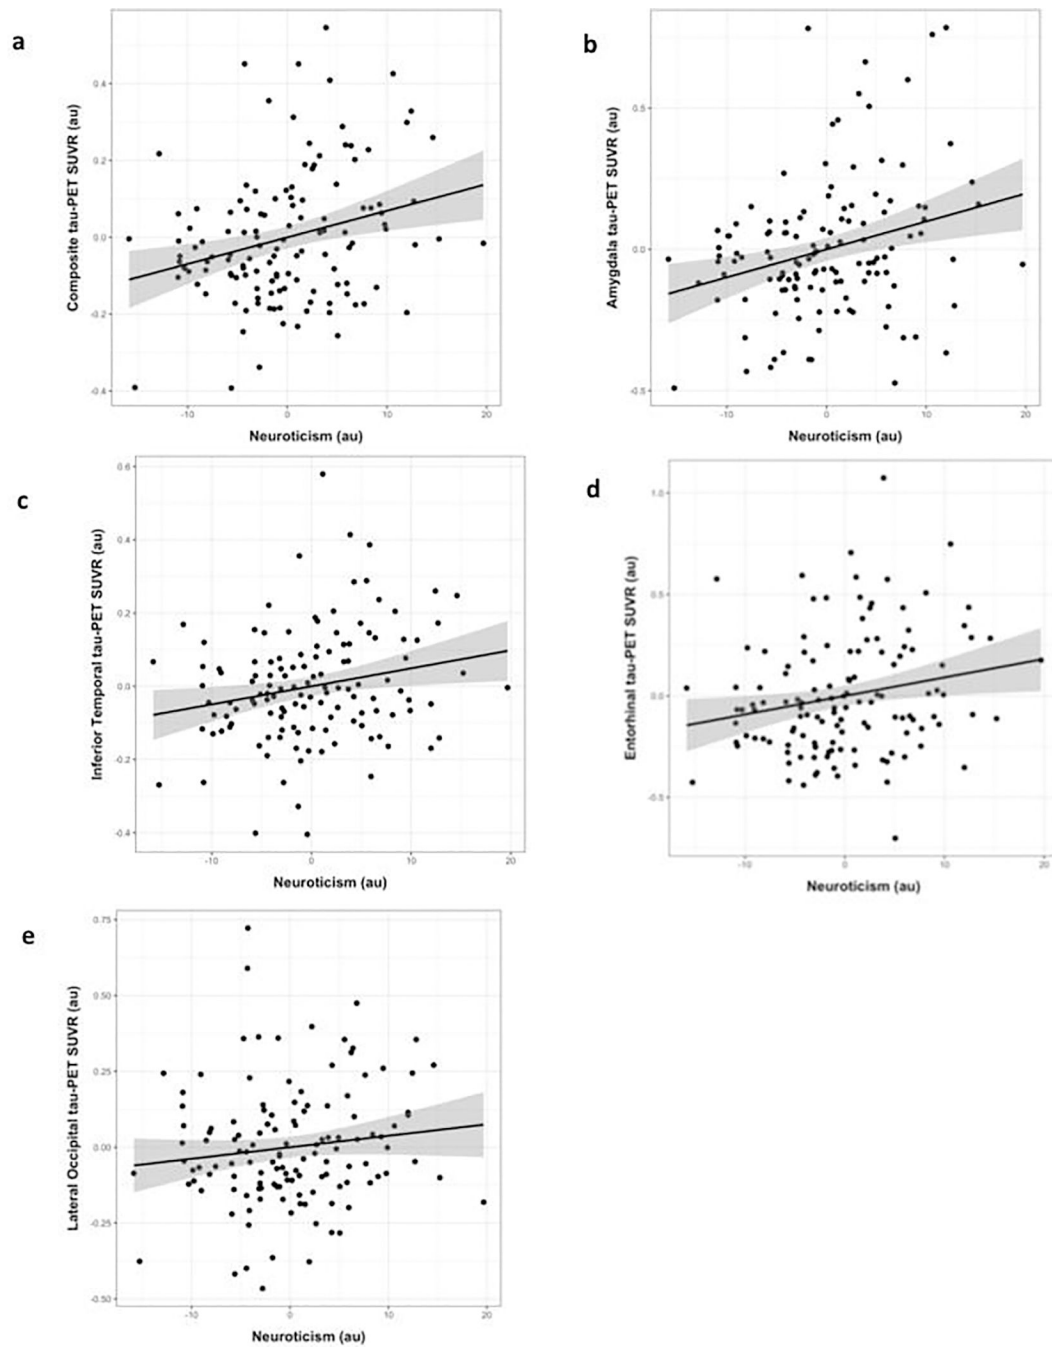 a
Composite tau-PET SUVR (au)
0.4
0.2
0.0
-0.2
-0.4
-10 0 10 20
Neuroticism (au)
b
Amygdala tau-PET SUVR (au)
0.5
0.0
-0.5
-10 0 10 20
Neuroticism (au)
c
Inferior Temporal tau-PET SUVR (au)
0.6
0.4
0.2
0.0
-0.2
-0.4
-10 0 10 20
Neuroticism (au)
d
Entorhinal tau-PET SUVR (au)
1.0
0.5
0.0
-0.5
-10 0 10 20
Neuroticism (au)
e
Lateral Occipital tau-PET SUVR (au)
0.75
0.50
0.25
0.00
-0.25
-0.50
-10 0 10 20
Neuroticism (au)